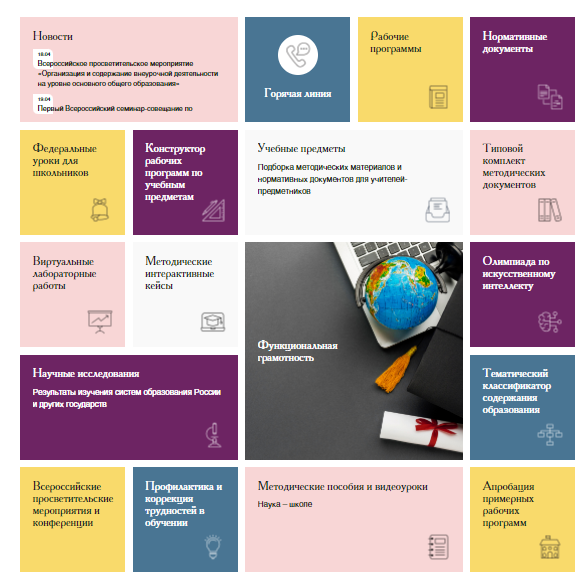 Новости
18.04
Всероссийское просветительское мероприятие
«Организация и содержание внеурочной деятельности
на уровне основного общего образования»
19.04
Первый Всероссийский семинар-совещание по
Горячая линия
Рабочие
программы
Нормативные
документы
Федеральные
уроки для
школьников
Конструктор
рабочих
программ по
учебным
предметам
Учебные предметы
Подборка методических материалов и
нормативных документов для учителей-
предметников
Типовой
комплект
методических
документов
Виртуальные
лабораторные
работы
Методические
интерактивные
кейсы
Функциональная
грамотность
Олимпиада по
искусственному
интеллекту
Научные исследования
Результаты изучения систем образования России
и других государств
Тематический
классификатор
содержания
образования
Всероссийские
просветительские
мероприятия и
конференции
Профилактика и
коррекция
трудностей в
обучении
Методические пособия и видеоуроки
Наука – школе
Апробация
примерных
рабочих
программ